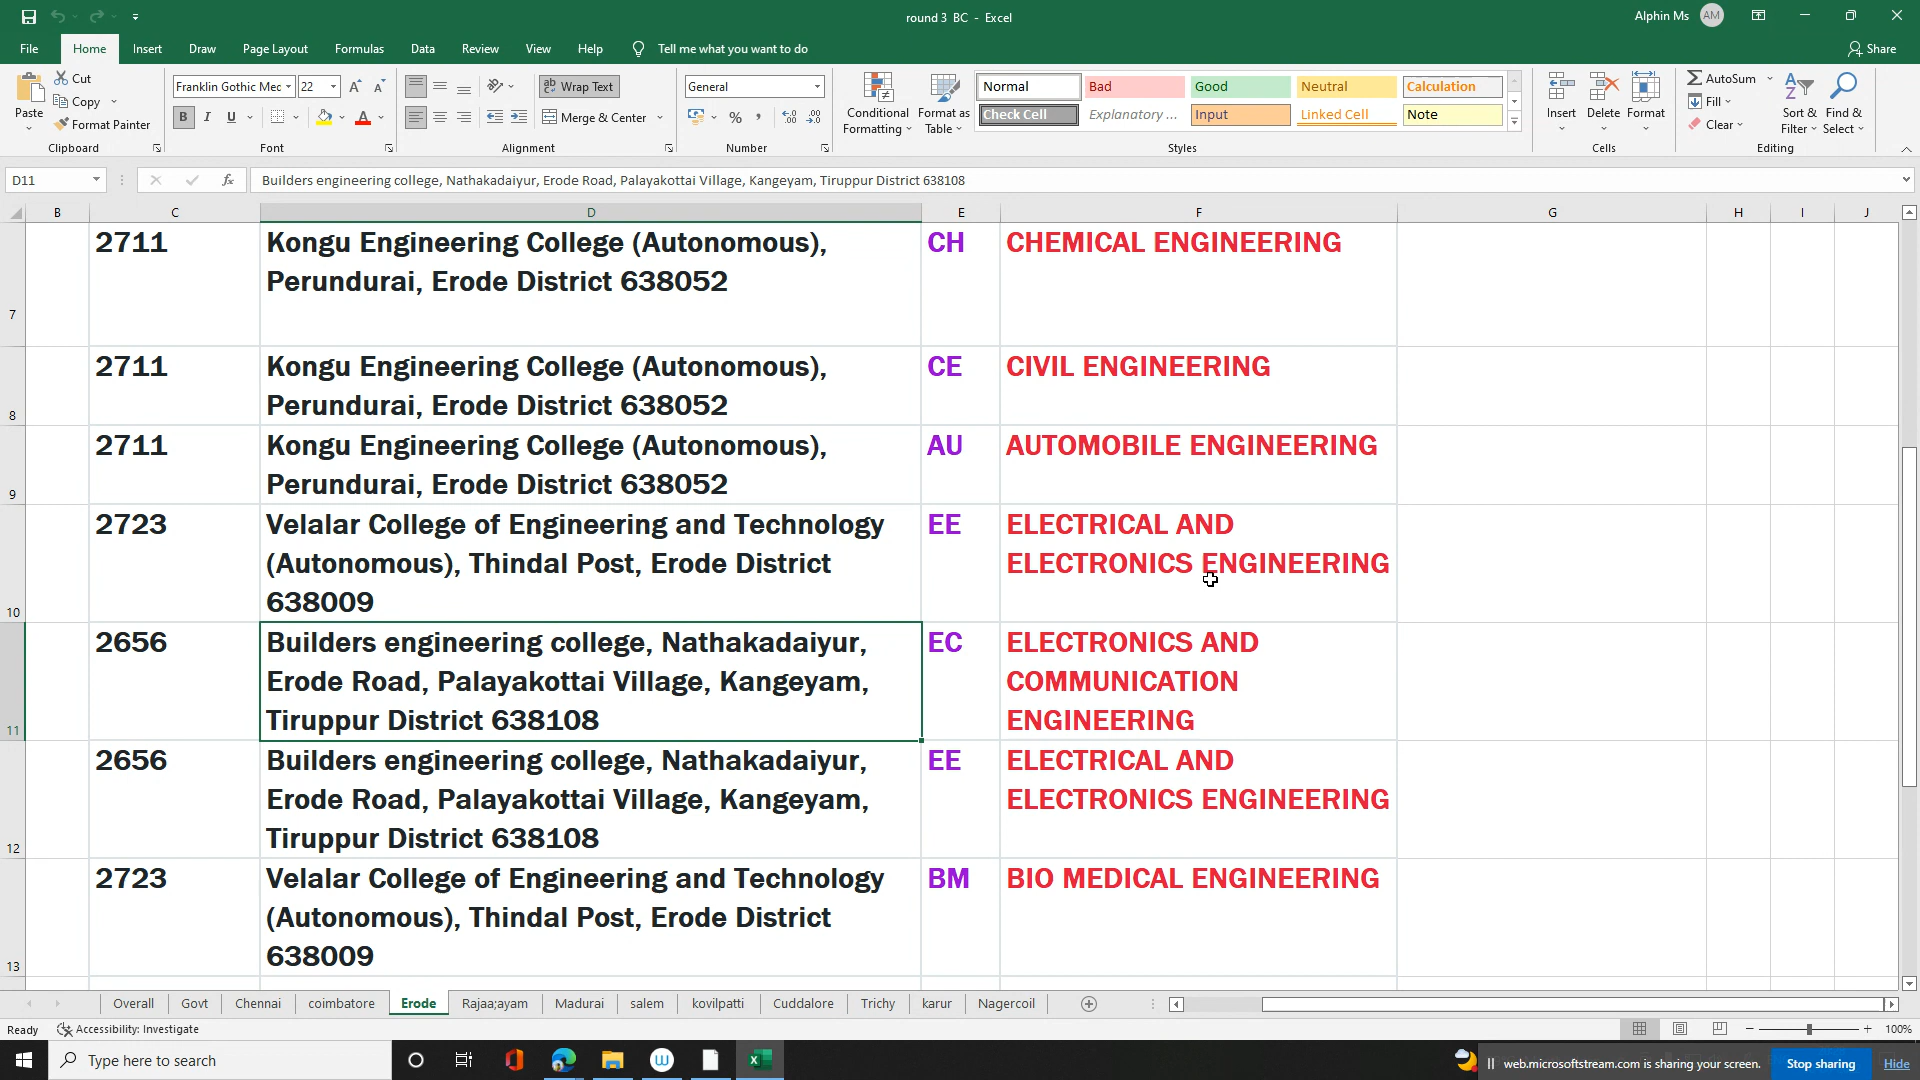 round 3 BC - Excel
Alphin Ms AM
File Home Insert Draw Page Layout Formulas Data Review View Help Tell me what you want to do Share
Paste Cut Copy Format Painter Clipboard
Franklin Gothic Mec 22 B I U Font
Wrap Text Merge & Center Alignment
General % Number
Conditional Formatting Format as Table
Normal Bad Good Neutral Calculation
Check Cell Explanatory ... Input Linked Cell Note
Styles
Insert Delete Format Cells
AutoSum Fill Clear Sort & Filter Find & Select Editing
D11 fx Builders engineering college, Nathakadaiyur, Erode Road, Palayakottai Village, Kangeyam, Tiruppur District 638108
B C D E F G H I J
2711 Kongu Engineering College (Autonomous), CH CHEMICAL ENGINEERING
Perundurai, Erode District 638052
7
2711 Kongu Engineering College (Autonomous), CE CIVIL ENGINEERING
Perundurai, Erode District 638052
8
2711 Kongu Engineering College (Autonomous), AU AUTOMOBILE ENGINEERING
Perundurai, Erode District 638052
9
2723 Velalar College of Engineering and Technology EE ELECTRICAL AND
(Autonomous), Thindal Post, Erode District ELECTRONICS ENGINEERING
638009
10
2656 Builders engineering college, Nathakadaiyur, EC ELECTRONICS AND
Erode Road, Palayakottai Village, Kangeyam, COMMUNICATION
Tiruppur District 638108 ENGINEERING
11
2656 Builders engineering college, Nathakadaiyur, EE ELECTRICAL AND
Erode Road, Palayakottai Village, Kangeyam, ELECTRONICS ENGINEERING
Tiruppur District 638108
12
2723 Velalar College of Engineering and Technology BM BIO MEDICAL ENGINEERING
(Autonomous), Thindal Post, Erode District
638009
13
Overall Govt Chennai coimbatore Erode Rajaa;ayam Madurai salem kovilpatti Cuddalore Trichy karur Nagercoil
Ready Accessibility: Investigate 100%
Type here to search
web.microsoftstream.com is sharing your screen. Stop sharing Hide